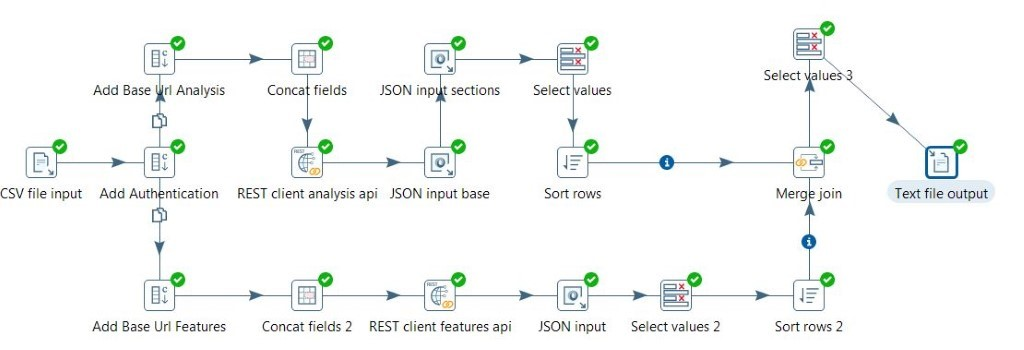 Add Base Url Analysis
Concat fields
JSON input sections
Select values
Select values 3
CSV file input
Add Authentication
REST client analysis api
JSON input base
Sort rows
Merge join
Text file output
Add Base Url Features
Concat fields 2
REST client features api
JSON input
Select values 2
Sort rows 2